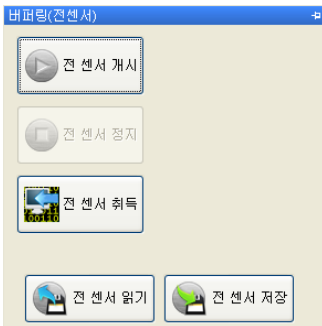 버퍼링(전센서)
전 센서 개시
전 센서 정지
전 센서 취득
전 센서 읽기
전 센서 저장